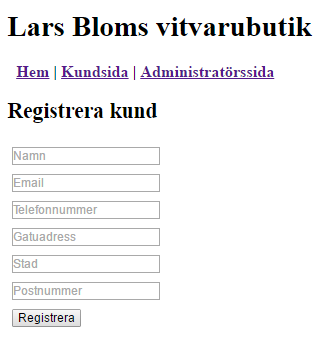 Lars Bloms vitvarubutik
Hem | Kundsida | Administratörssida
Registrera kund
Namn
Email
Telefonnummer
Gatuadress
Stad
Postnummer
Registrera